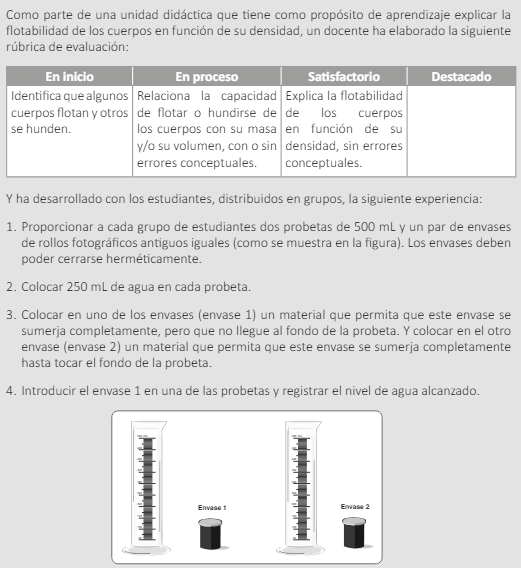 Como parte de una unidad didáctica que tiene como propósito de aprendizaje explicar la
flotabilidad de los cuerpos en función de su densidad, un docente ha elaborado la siguiente
rúbrica de evaluación:
En inicio En proceso Satisfactorio Destacado
Identifica que algunos cuerpos flotan y otros se hunden.
Relaciona la capacidad de flotar o hundirse de los cuerpos con su masa y/o su volumen, con o sin errores conceptuales.
Explica la flotabilidad de los cuerpos en función de su densidad, sin errores conceptuales.
Y ha desarrollado con los estudiantes, distribuidos en grupos, la siguiente experiencia:
1. Proporcionar a cada grupo de estudiantes dos probetas de 500 mL y un par de envases
de rollos fotográficos antiguos iguales (como se muestra en la figura). Los envases deben
poder cerrarse herméticamente.
2. Colocar 250 mL de agua en cada probeta.
3. Colocar en uno de los envases (envase 1) un material que permita que este envase se
sumerja completamente, pero que no llegue al fondo de la probeta. Y colocar en el otro
envase (envase 2) un material que permita que este envase se sumerja completamente
hasta tocar el fondo de la probeta.
4. Introducir el envase 1 en una de las probetas y registrar el nivel de agua alcanzado.
Envase 1
Envase 2